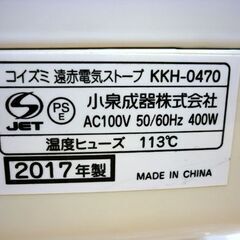 コイズミ 遠赤電気ストーブ KKH-0470
S JET
PS E
小泉成器株式会社
AC100V 50/60Hz 400W
温度ヒューズ 113℃
2017年製
MADE IN CHINA